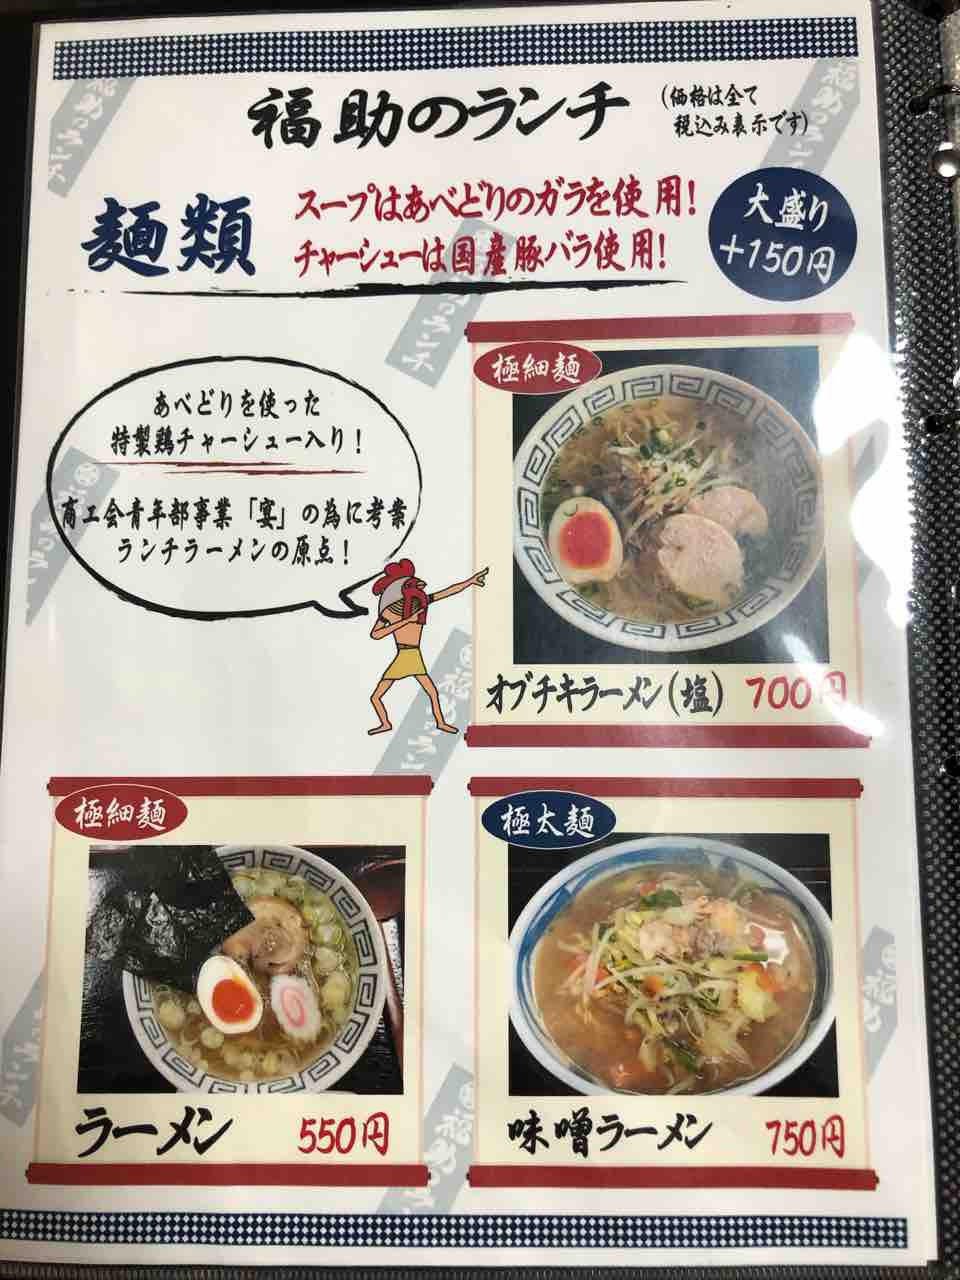 福助のランチ
(価格は全て
税込み表示です)
麺類
スープはあべどりのガラを使用!
チャーシューは国産豚バラ使用!
大盛り
+150円
あべどりを使った
特製鶏チャーシュー入り!
商工会青年部事業「宴」の為に考案
ランチラーメンの原点!
極細麺
オブチキラーメン(塩) 700円
極細麺
ラーメン 550円
極太麺
味噌ラーメン 750円